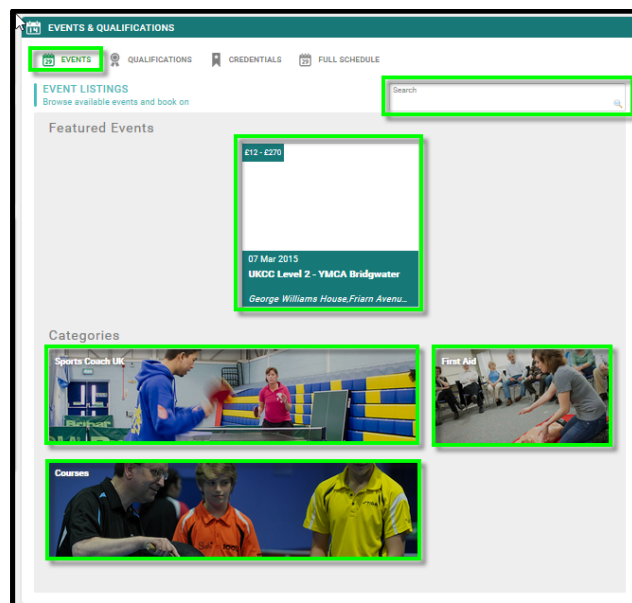 EVENTS & QUALIFICATIONS
EVENTS QUALIFICATIONS CREDENTIALS FULL SCHEDULE
EVENT LISTINGS
Browse available events and book on
Search
Featured Events
£12 - £270
07 Mar 2015
UKCC Level 2 - YMCA Bridgwater
George Williams House,Friarn Avenu...
Categories
Sports Coach UK
First Aid
Courses